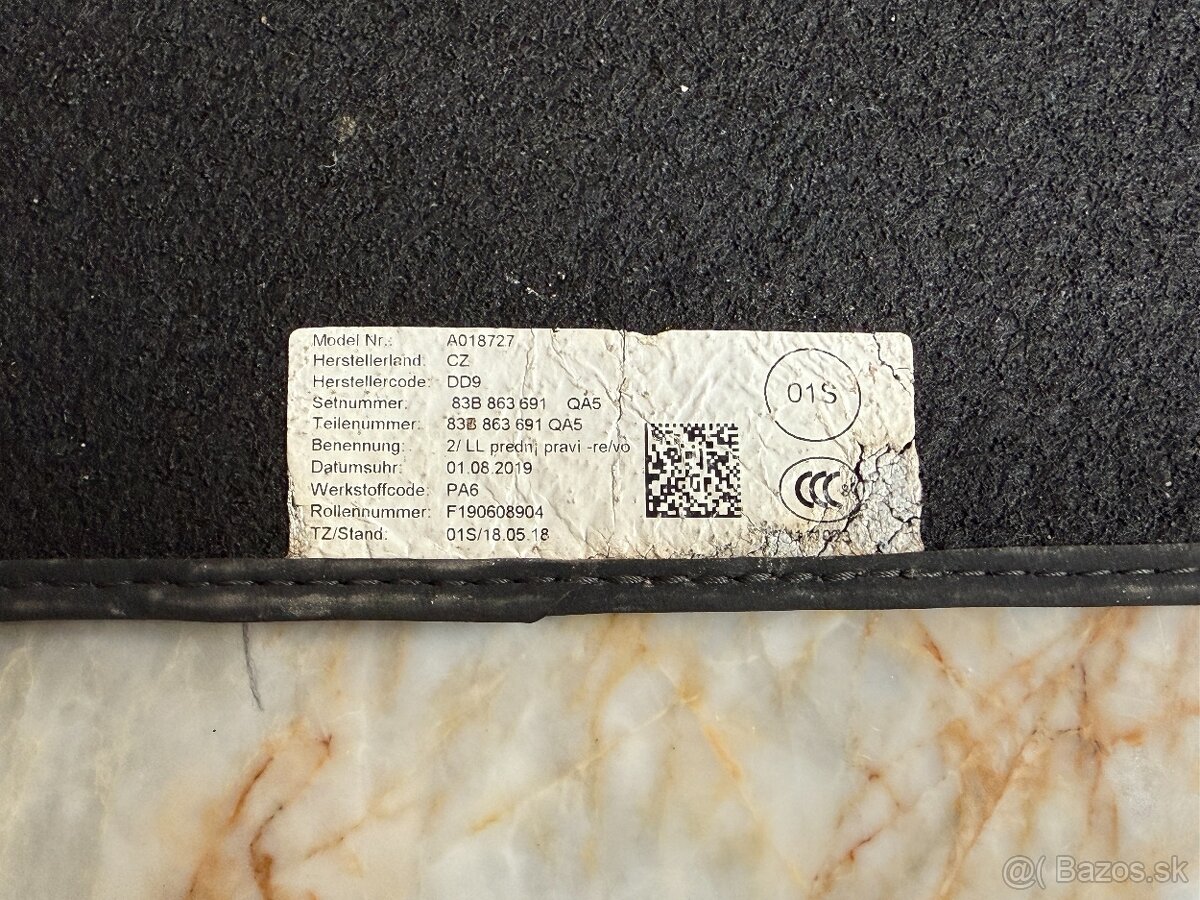 Model Nr.: A018727
Herstellerland: CZ
Herstellercode: DD9
Setnummer: 83B 863 691 QA5
Teilenummer: 83B 863 691 QA5
Benennung: 2/ LL predn, pravi -re/vo
Datumsuhr: 01.08.2019
Werkstoffcode: PA6
Rollennummer: F190608904
TZ/Stand: 01S/18.05.18
01S
CCC
@( Bazos.sk